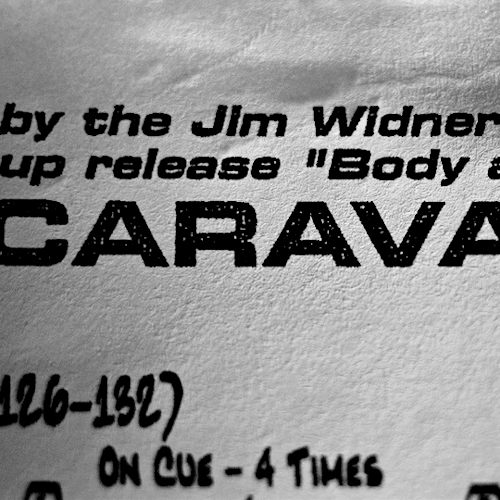 by the Jim Widner
up release "Body a
CARAVA
126-132)
ON CUE - 4 TIMES